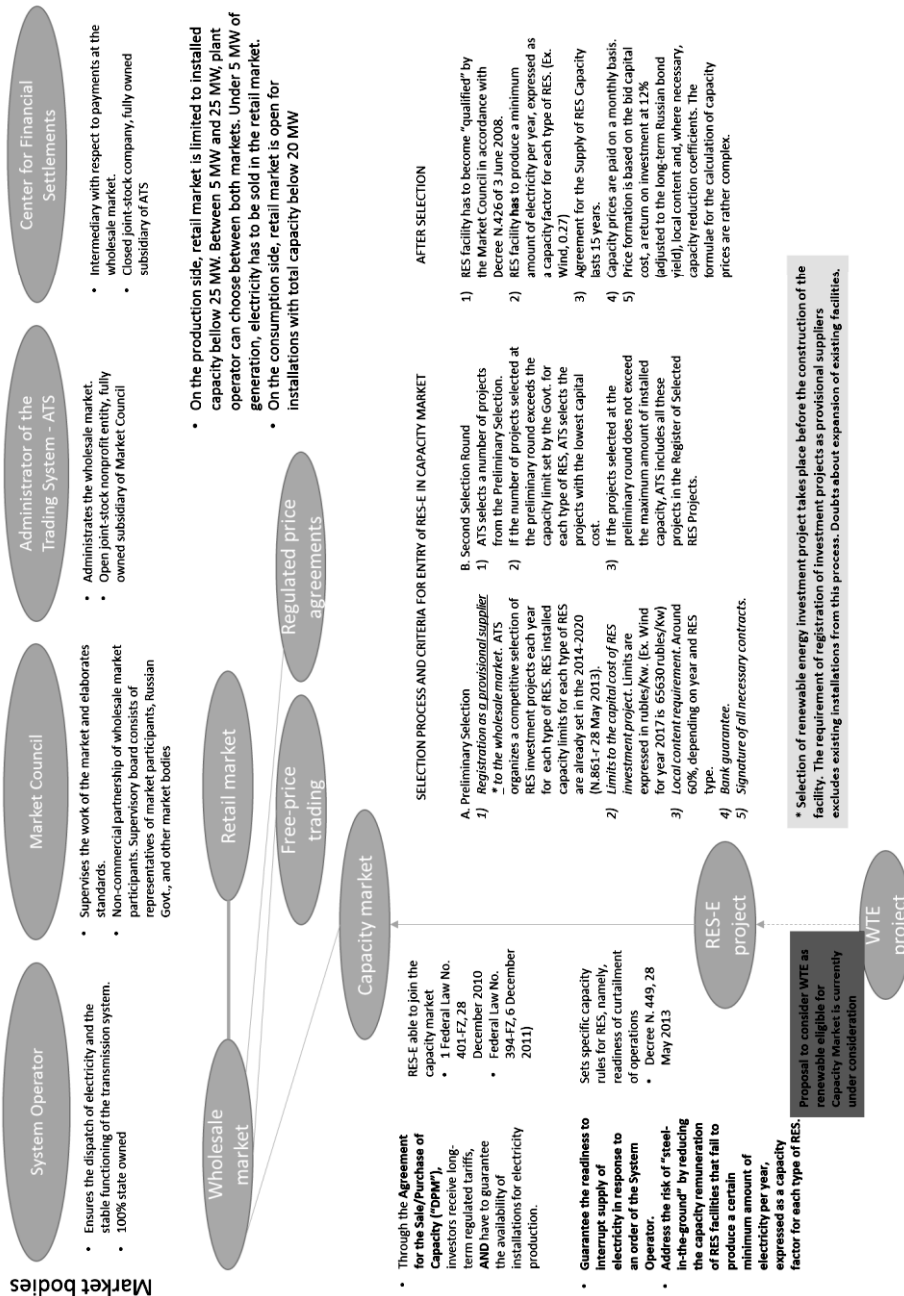 Market bodies
System Operator
• Ensures the dispatch of electricity and the
stable functioning of the transmission system.
• 100% state owned
Market Council
• Supervises the work of the market and elaborates
standards.
• Non-commercial partnership of wholesale market
participants. Supervisory board consists of
representatives of market participants, Russian
Govt., and other market bodies
Administrator of the
Trading System - ATS
• Administrates the wholesale market.
• Open joint-stock nonprofit entity, fully
owned subsidiary of Market Council
Center for Financial
Settlements
• Intermediary with respect to payments at the
wholesale market.
• Closed joint-stock company, fully owned
subsidiary of ATS
Wholesale
market
Retail market
Free-price
trading
Regulated price
agreements
• On the production side, retail market is limited to installed
capacity bellow 25 MW. Between 5 MW and 25 MW, plant
operator can choose between both markets. Under 5 MW of
generation, electricity has to be sold in the retail market.
• On the consumption side, retail market is open for
installations with total capacity below 20 MW
Capacity market
• Through the Agreement
for the Sale/Purchase of
Capacity ("DPM"),
investors receive long-
term regulated tariffs,
AND have to guarantee
the availability of
installations for electricity
production.
RES-E able to join the
capacity market
• 1 Federal Law No.
401-FZ, 28
December 2010
• Federal Law No.
394-FZ, 6 December
2011)
• Guarantee the readiness to
interrupt supply of
electricity in response to
an order of the System
Operator.
• Address the risk of "steel-
in-the-ground" by reducing
the capacity remuneration
of RES facilities that fail to
produce a certain
minimum amount of
electricity per year,
expressed as a capacity
factor for each type of RES.
Sets specific capacity
rules for RES, namely,
readiness of curtailment
of operations
• Decree N. 449, 28
May 2013
SELECTION PROCESS AND CRITERIA FOR ENTRY of RES-E IN CAPACITY MARKET
A. Preliminary Selection
1) Registration as a provisional supplier
* to the wholesale market. ATS
organizes a competitive selection of
RES investment projects each year
for each type of RES. RES installed
capacity limits for each type of RES
are already set in the 2014-2020
(N.861-r 28 May 2013).
2) Limits to the capital cost of RES
investment project. Limits are
expressed in rubles/Kw. (Ex. Wind
for year 2017 is 65630 rubles/Kw)
3) Local content requirement. Around
60%, depending on year and RES
type.
4) Bank guarantee.
5) Signature of all necessary contracts.
B. Second Selection Round
1) ATS selects a number of projects
from the Preliminary Selection.
2) If the number of projects selected at
the preliminary round exceeds the
capacity limit set by the Govt. for
each type of RES, ATS selects the
projects with the lowest capital
cost.
3) If the projects selected at the
preliminary round does not exceed
the maximum amount of installed
capacity, ATS includes all these
projects in the Register of Selected
RES Projects.
AFTER SELECTION
1) RES facility has to become "qualified" by
the Market Council in accordance with
Decree N.426 of 3 June 2008.
2) RES facility has to produce a minimum
amount of electricity per year, expressed as
a capacity factor for each type of RES. (Ex.
Wind, 0.27)
3) Agreement for the Supply of RES Capacity
lasts 15 years.
4) Capacity prices are paid on a monthly basis.
5) Price formation is based on the bid capital
cost, a return on investment at 12%
(adjusted to the long-term Russian bond
yield), local content and, where necessary,
capacity reduction coefficients. The
formulae for the calculation of capacity
prices are rather complex.
RES-E
project
* Selection of renewable energy investment project takes place before the construction of the
facility. The requirement of registration of investment projects as provisional suppliers
excludes existing installations from this process. Doubts about expansion of existing facilities.
Proposal to consider WTE as
renewable eligible for
Capacity Market is currently
under consideration
WTE
project